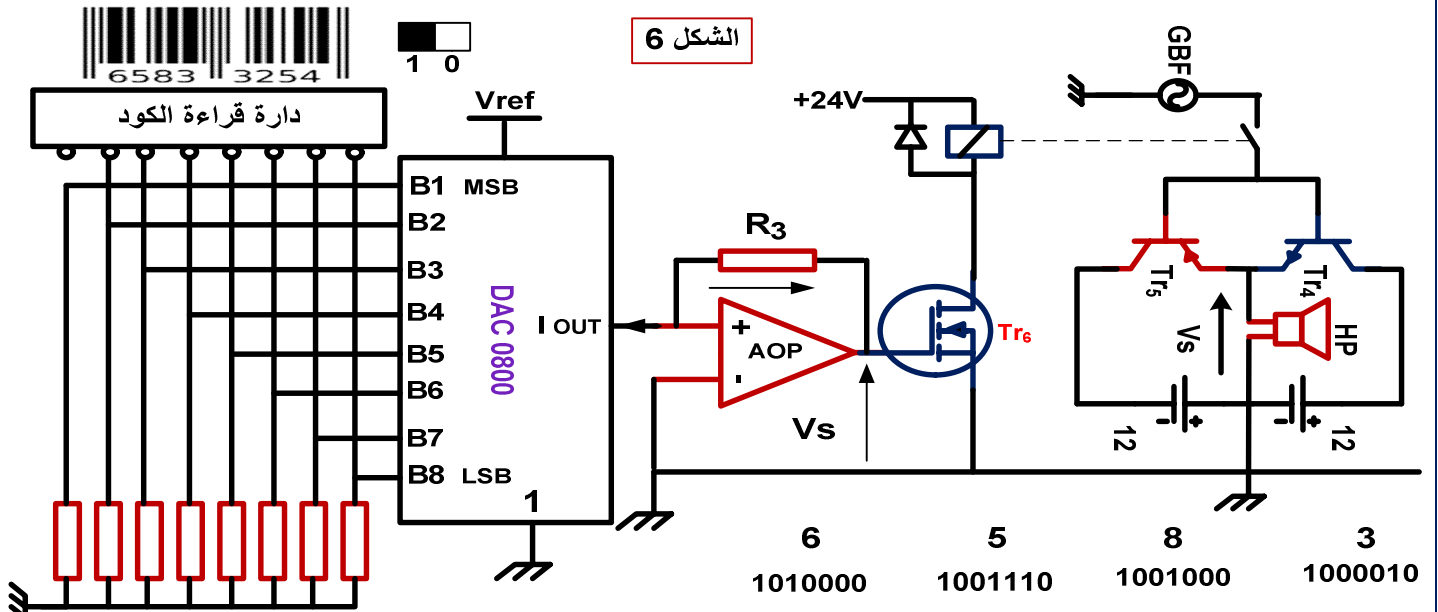 6583 3254
1 0
الشكل 6
دارة قراءة الكود
Vref
B1 MSB
B2
B3
B4
B5
B6
B7
B8 LSB
DAC 0800
I OUT
1
R3
+
AOP
-
Vs
+24V
Tr6
GBF
Tr5
Tr4
Vs
HP
- +
12
- +
12
6 5 8 3
1010000 1001110 1001000 1000010